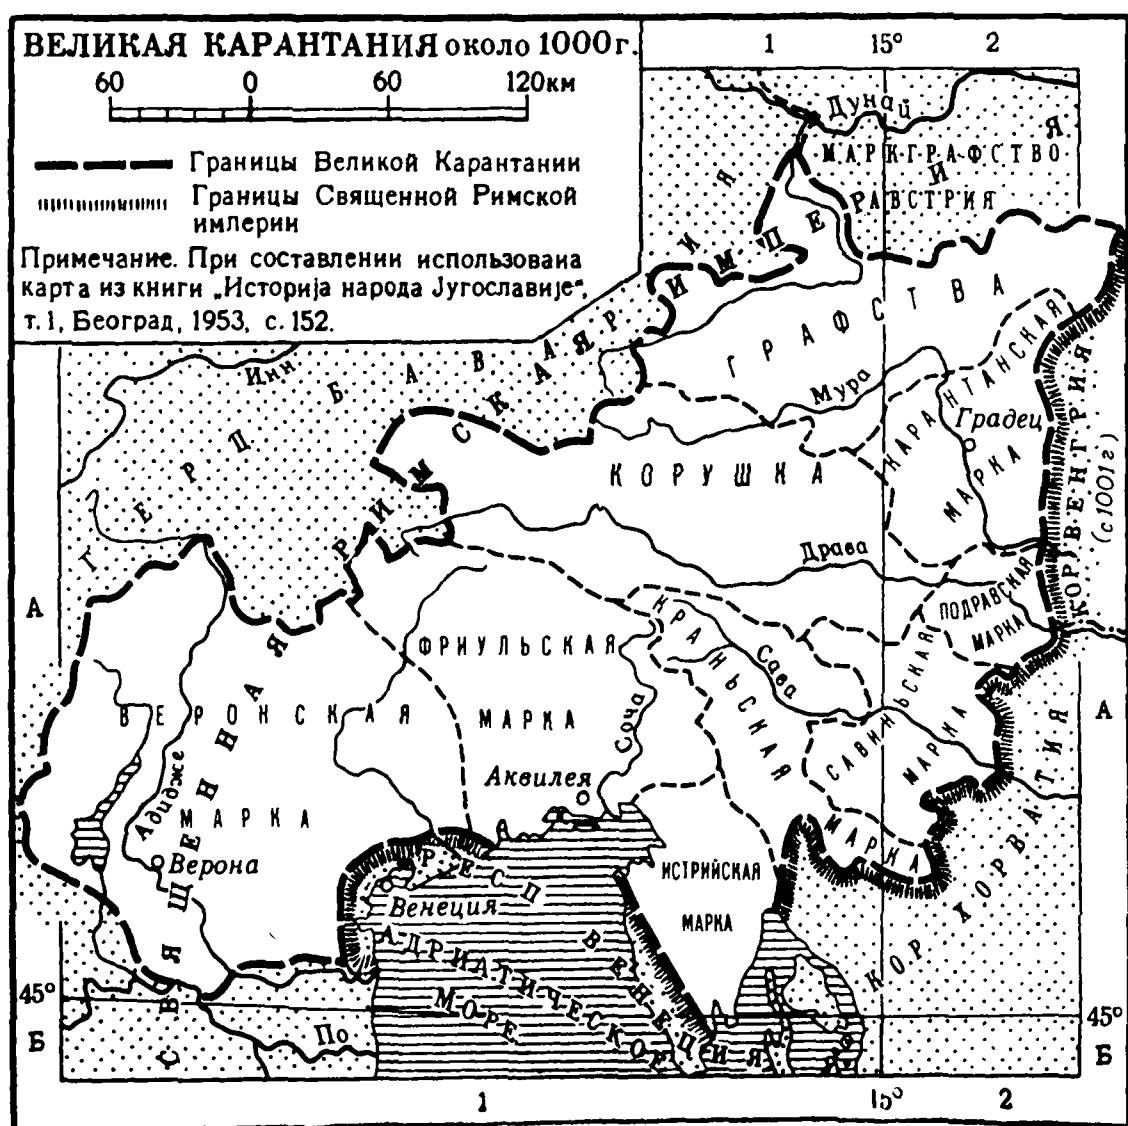 ВЕЛИКАЯ КАРАНТАНИЯ около 1000 г.
60 0 60 120 км
Границы Великой Карантании
Границы Священной Римской
империи
Примечание. При составлении использована
карта из книги „Историја народа Југославије",
т. 1, Београд, 1953, с. 152.
1 15° 2
Дунай
МАРКГРАФСТВО
АВСТРИЯ
СВЯЩЕННАЯ РИМСКАЯ ИМПЕРИЯ
ГЕРЦ БАВАРИЯ
Инн
ГРАФСТВА
Мура
КАРАНТАНСКАЯ
МАРКА
Градец
КОРУШКА
КОР ВЕНГРИЯ
(с 1001 г)
Драва
А
ПОДРАВСКАЯ
МАРКА
ФРИУЛЬСКАЯ
МАРКА
КРАНЬСКАЯ
МАРКА
Сава
САВИНЬСКАЯ
МАРКА
А
ВЕРОНСКАЯ
МАРКА
Соча
Аквилея
Адидже
Верона
ИСТРИЙСКАЯ
МАРКА
КОР ХОРВАТИЯ
РЕСП ВЕНЕЦИЯ
Венеция
АДРИАТИЧЕСКОЕ
МОРЕ
45° 45°
По
Б Б
1 15° 2